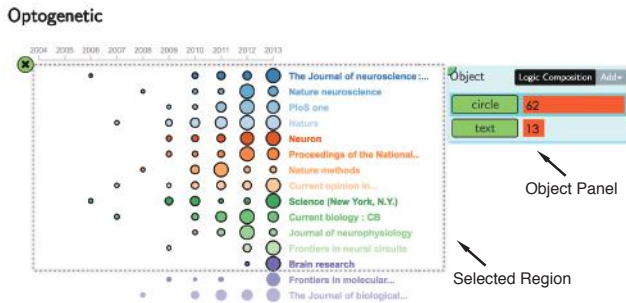 Optogenetic
2004 2005 2006 2007 2008 2009 2010 2011 2012 2013
The Journal of neuroscience :...
Nature neuroscience
PloS one
Nature
Neuron
Proceedings of the National...
Nature methods
Current opinion in...
Science (New York, N.Y.)
Current biology : CB
Journal of neurophysiology
Frontiers in neural circuits
Brain research
Frontiers in molecular...
The Journal of biological...
Object Logic Composition Add
circle 62
text 13
Object Panel
Selected Region